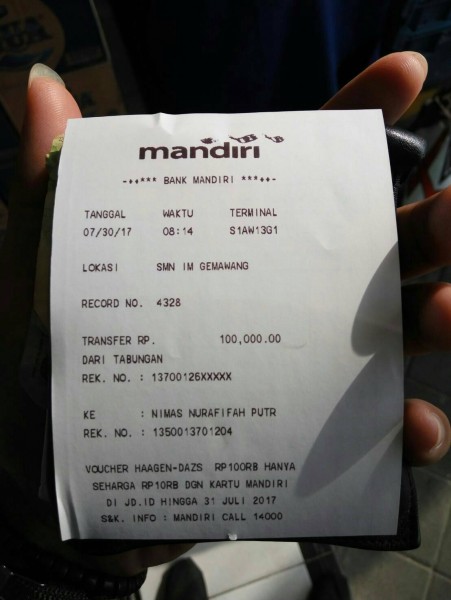 mandiri
-++*** BANK MANDIRI ***++-
TANGGAL WAKTU TERMINAL
07/30/17 08:14 S1AW13G1
LOKASI SMN IM GEMAWANG
RECORD NO. 4328
TRANSFER RP. 100,000.00
DARI TABUNGAN
REK. NO. : 13700126XXXXX
KE : NIMAS NURAFIFAH PUTR
REK. NO. : 1350013701204
VOUCHER HAAGEN-DAZS RP100RB HANYA
SEHARGA RP10RB DGN KARTU MANDIRI
DI JD.ID HINGGA 31 JULI 2017
S&K. INFO : MANDIRI CALL 14000